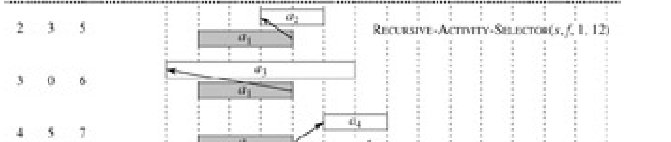 a₂
2 3 5 RECURSIVE-ACTIVITY-SELECTOR(s, f, 1, 12)
a₁
a₃
3 0 6
a₁
a₄
4 5 7